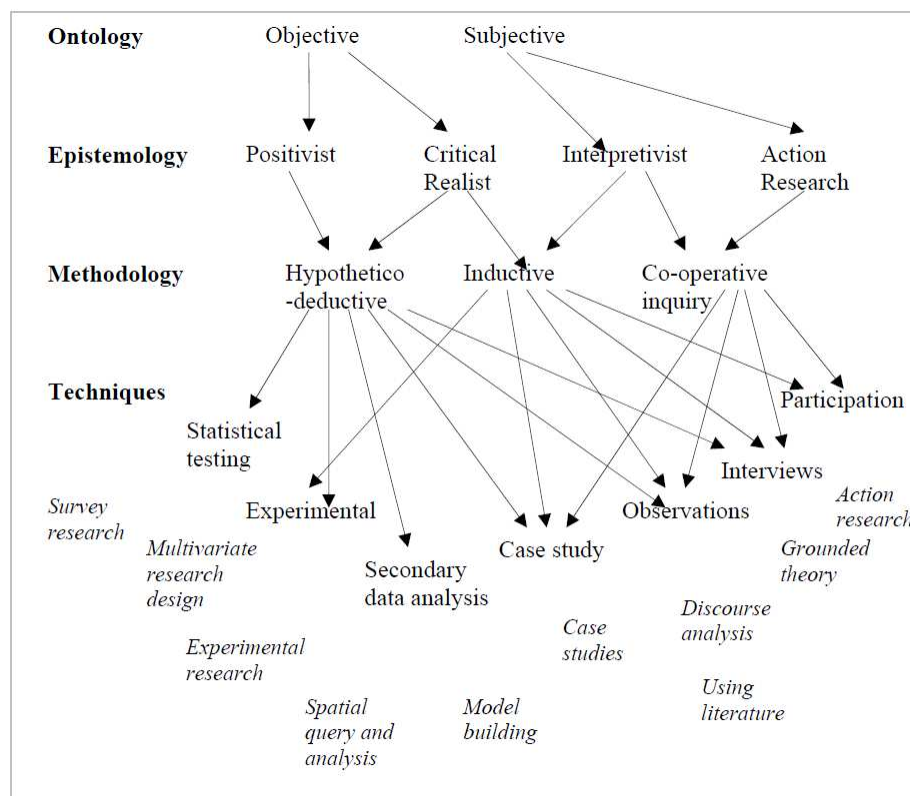 Ontology Objective Subjective
Epistemology Positivist Critical Interpretivist Action
Realist Research
Methodology Hypothetico Inductive Co-operative
-deductive inquiry
Techniques Participation
Statistical
testing
Interviews
Survey Experimental Observations Action
research research
Multivariate Case study Grounded
research theory
design
Secondary
data analysis
Discourse
analysis
Case
studies
Experimental
research
Using
literature
Spatial Model
query and building
analysis